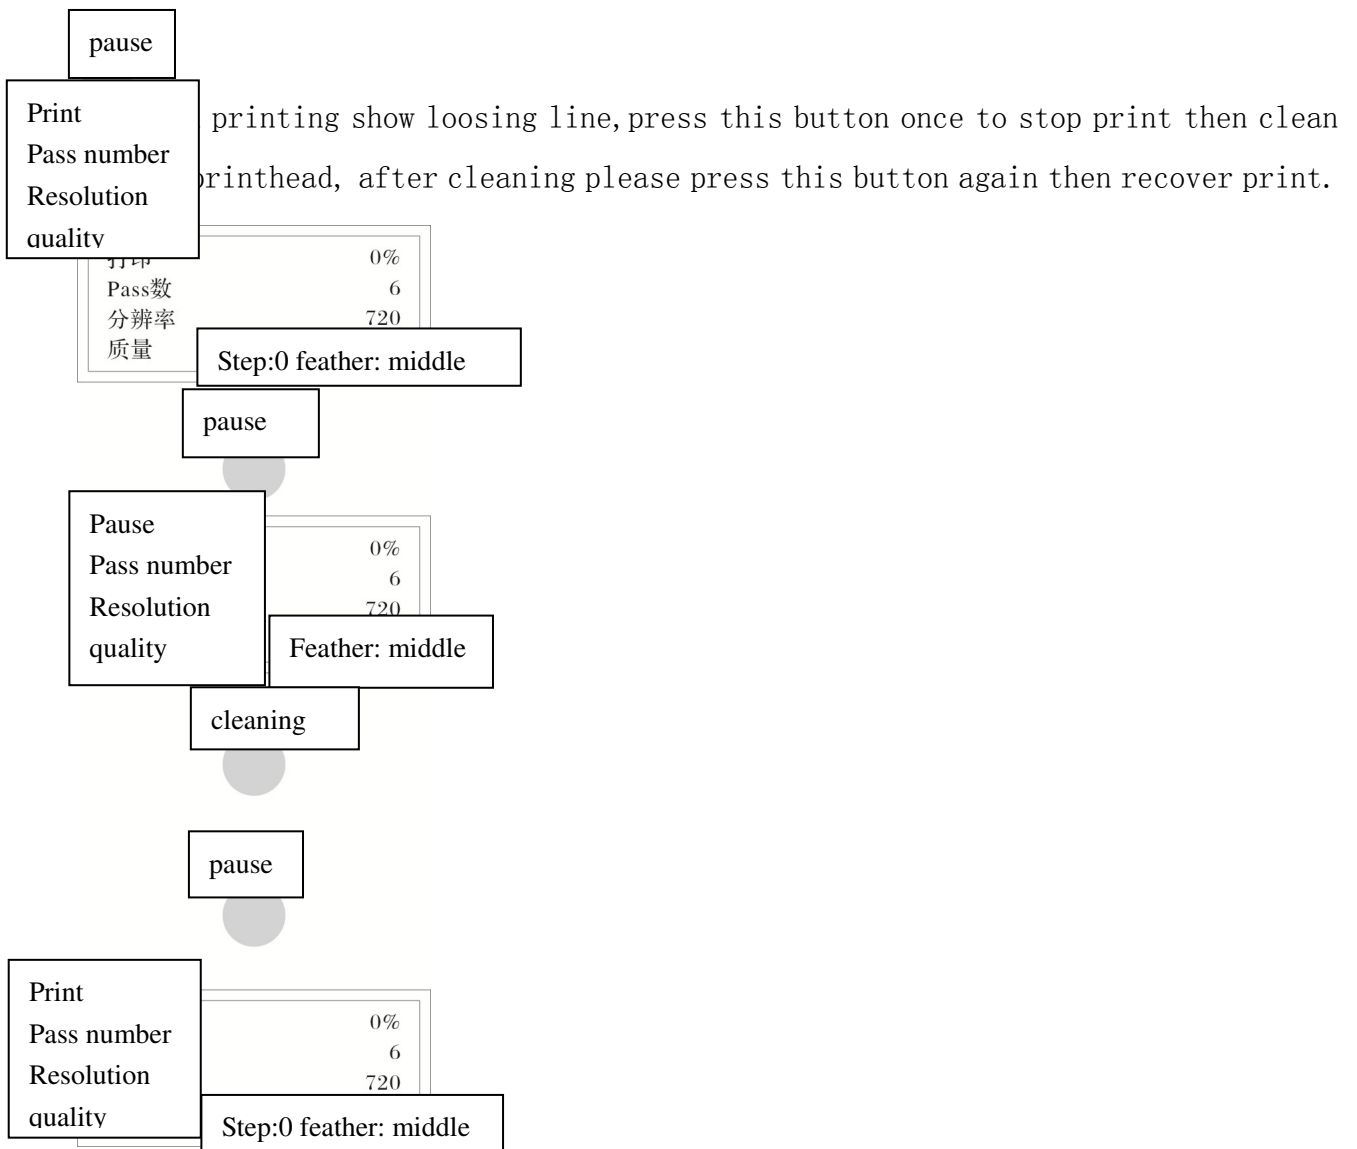 pause
Print
Pass number
Resolution
quality
printing show loosing line,press this button once to stop print then clean
printhead, after cleaning please press this button again then recover print.
打印 0%
Pass数 6
分辨率 720
质量
Step:0 feather: middle
pause
Pause
Pass number
Resolution
quality
0%
6
720
Feather: middle
cleaning
pause
Print
Pass number
Resolution
quality
0%
6
720
Step:0 feather: middle